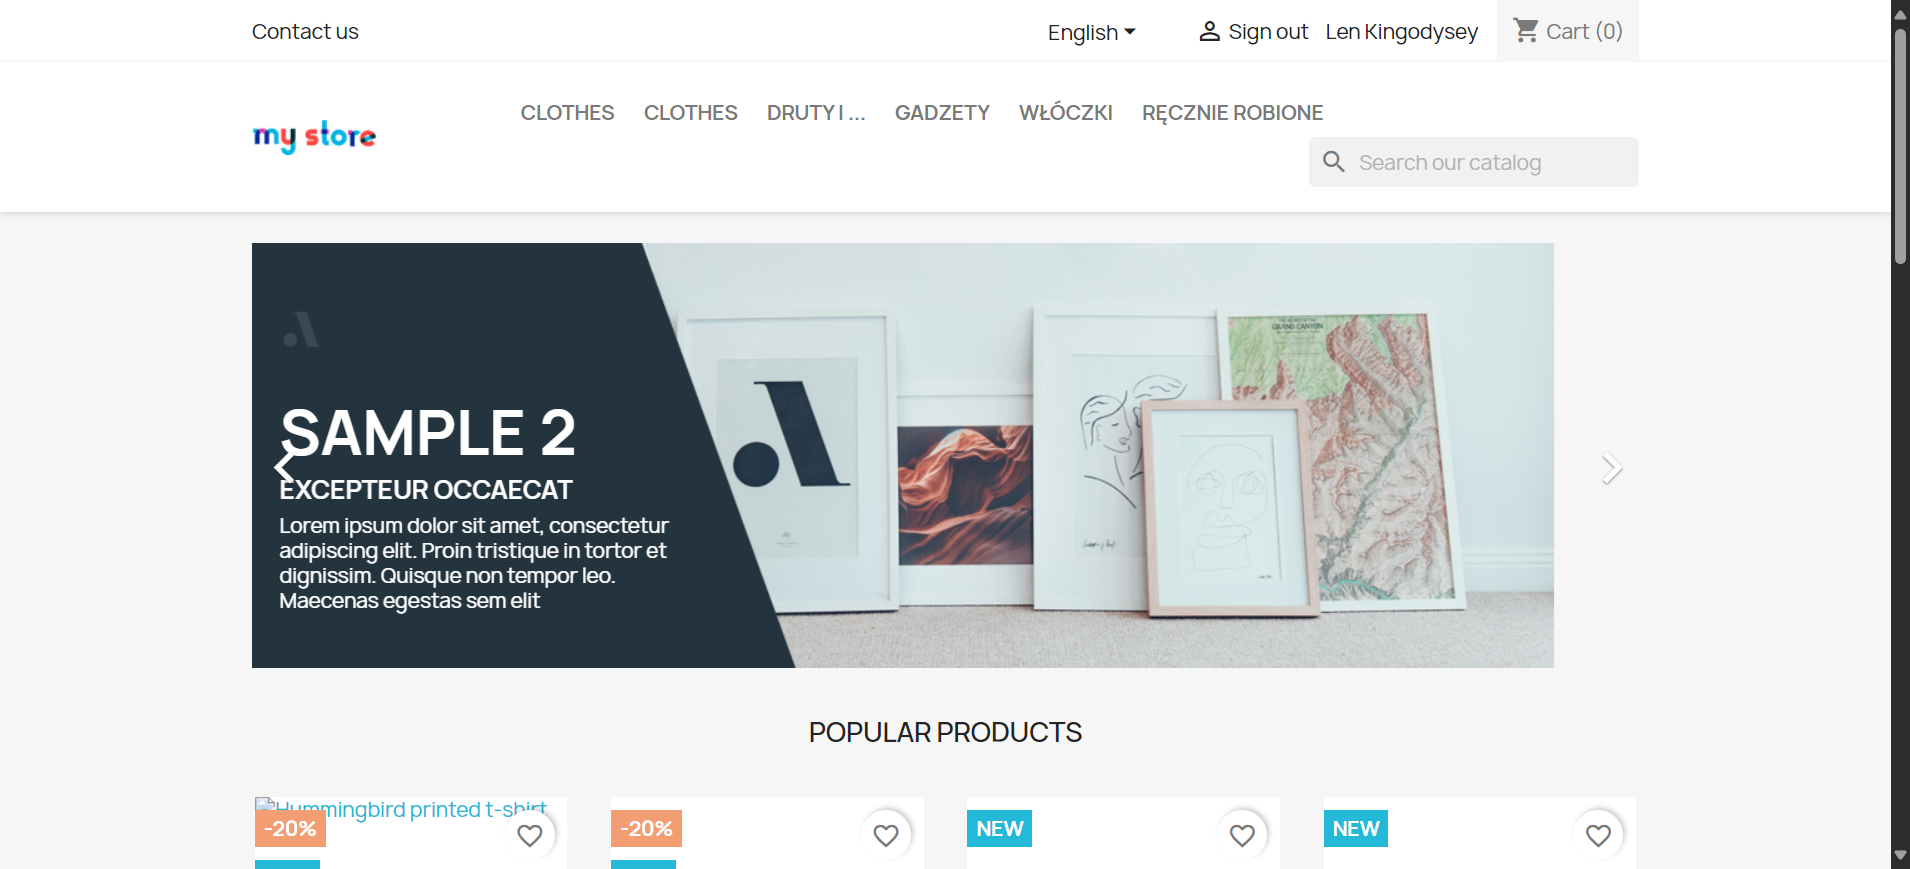 Contact us
English
Sign out
Len Kingodysey
Cart (0)
my store
CLOTHES
CLOTHES
DRUTY I ...
GADZETY
WŁÓCZKI
RĘCZNIE ROBIONE
Search our catalog
SAMPLE 2
EXCEPTEUR OCCAECAT
Lorem ipsum dolor sit amet, consectetur
adipiscing elit. Proin tristique in tortor et
dignissim. Quisque non tempor leo.
Maecenas egestas sem elit
GRAND CANYON
POPULAR PRODUCTS
Hummingbird printed t-shirt
-20%
-20%
NEW
NEW